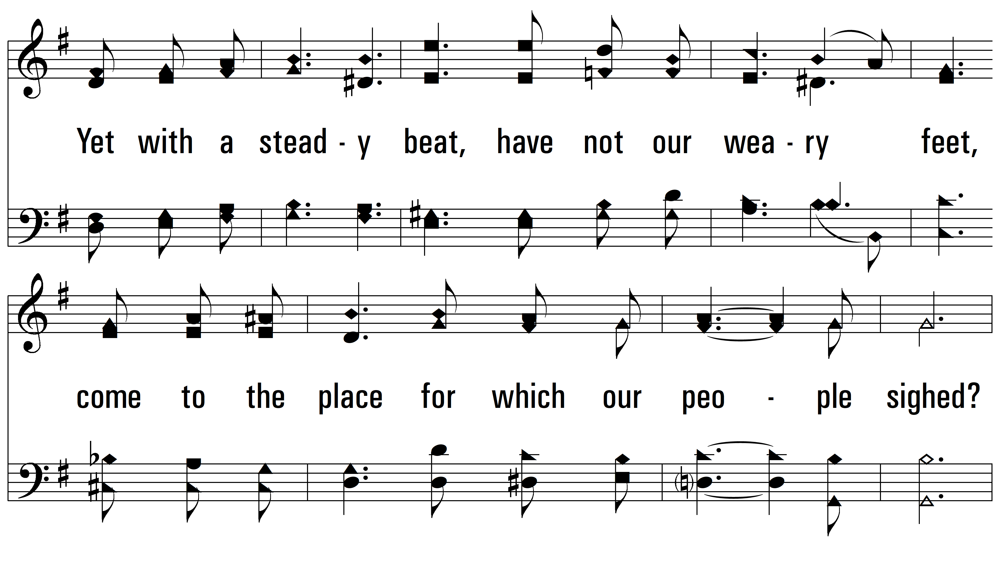 Yet with a stead - y beat, have not our wea - ry feet,
come to the place for which our peo - ple sighed?